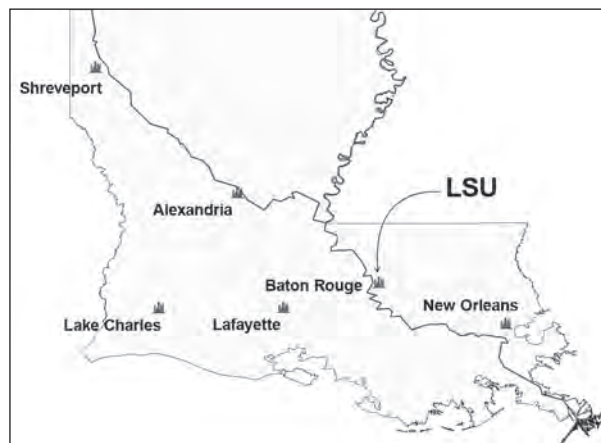 Shreveport
Alexandria
LSU
Baton Rouge
New Orleans
Lake Charles
Lafayette